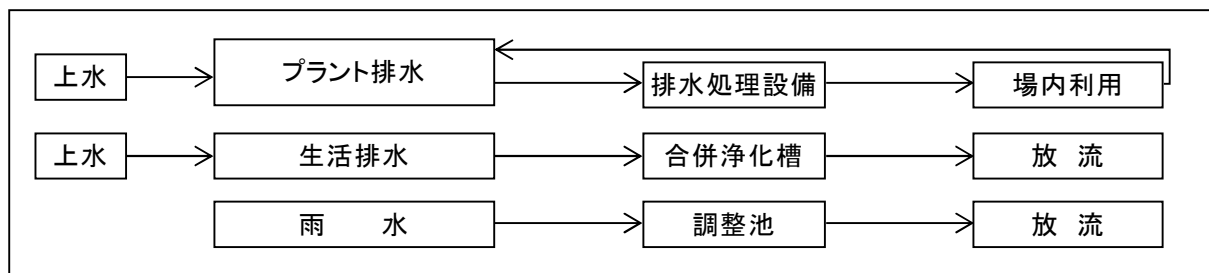 上水 プラント排水 排水処理設備 場内利用
上水 生活排水 合併浄化槽 放 流
雨 水 調整池 放 流